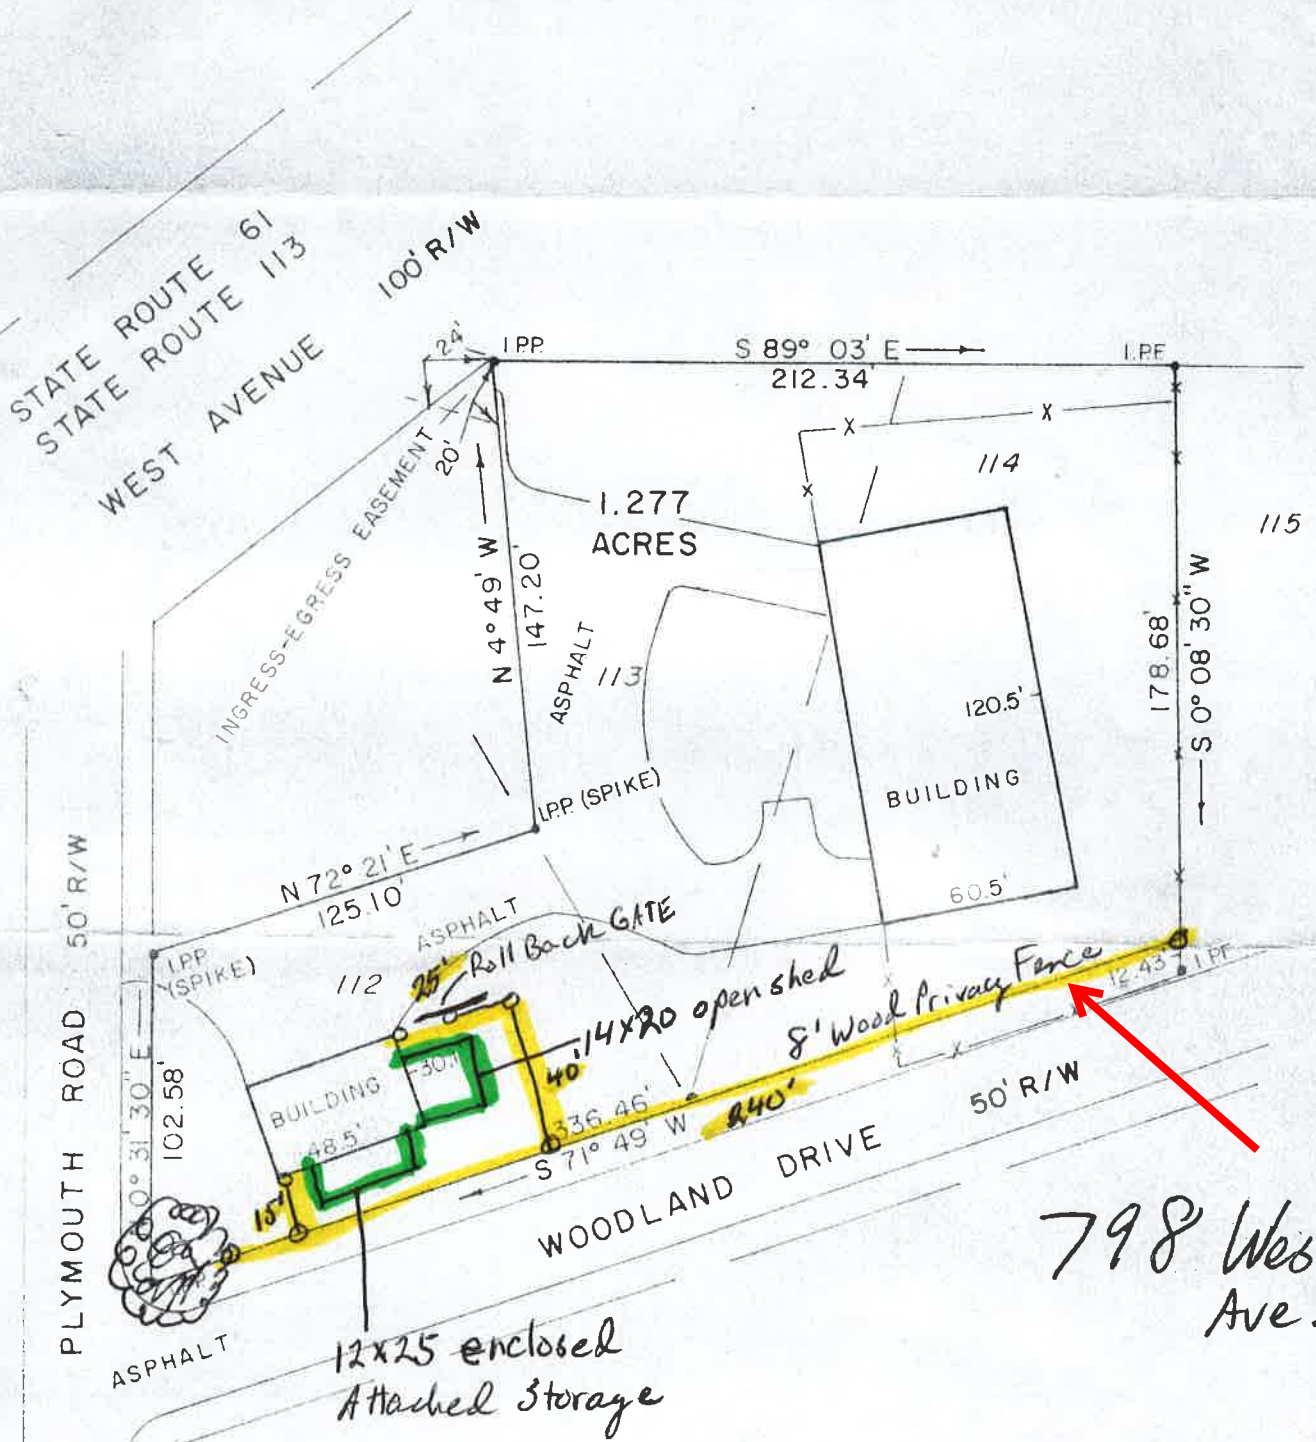 STATE ROUTE 61
STATE ROUTE 113
WEST AVENUE 100' R/W
24'
I.P.P.
S 89° 03' E
212.34'
I.P.F.
20'
INGRESS-EGRESS EASEMENT
N 4° 49' W
147.20'
1.277
ACRES
114
115
ASPHALT
113
120.5'
BUILDING
60.5'
178.68'
S 0° 08' 30" W
I.P.P. (SPIKE)
N 72° 21' E
125.10'
PLYMOUTH ROAD 50' R/W
I.P.P.
(SPIKE)
0° 31' 30" E
102.58'
112
ASPHALT
25' Roll Back GATE
14x20 open shed
8' Wood Privacy Fence
12.43'
I.P.F.
BUILDING
30.1
48.5'
40'
336.46'
S 71° 49' W
240'
50' R/W
WOODLAND DRIVE
15'
ASPHALT
12x25 enclosed
Attached Storage
798 Wes
Ave.